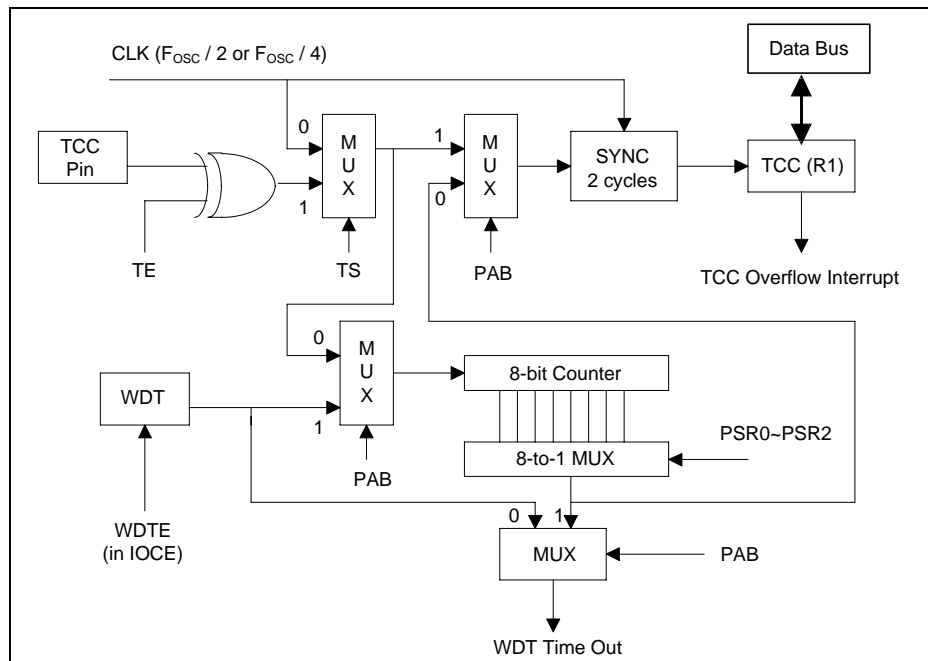 CLK (FOSC / 2 or FOSC / 4)
Data Bus
TCC
Pin
0
1
M
U
X
1
0
M
U
X
SYNC
2 cycles
TCC (R1)
TE
TS
PAB
TCC Overflow Interrupt
0
1
M
U
X
8-bit Counter
WDT
PSR0~PSR2
8-to-1 MUX
PAB
0
1
WDTE
(in IOCE)
MUX
PAB
WDT Time Out